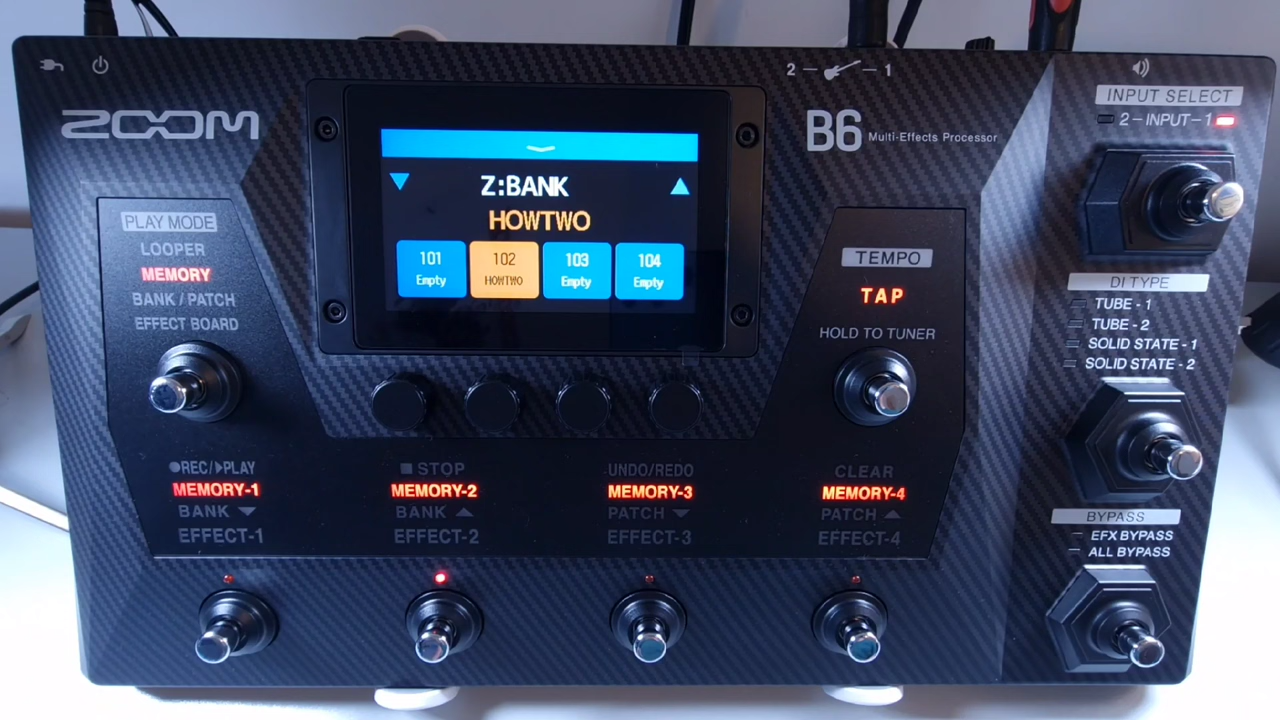 2 1
ZOOM
B6 Multi-Effects Processor
INPUT SELECT
2 - INPUT - 1
Z:BANK
HOWTWO
101 102 103 104
Empty HOWTWO Empty Empty
PLAY MODE
LOOPER
MEMORY
BANK / PATCH
EFFECT BOARD
TEMPO
TAP
HOLD TO TUNER
DI TYPE
TUBE - 1
TUBE - 2
SOLID STATE - 1
SOLID STATE - 2
REC/PLAY STOP UNDO/REDO CLEAR
MEMORY-1 MEMORY-2 MEMORY-3 MEMORY-4
BANK BANK PATCH PATCH
EFFECT-1 EFFECT-2 EFFECT-3 EFFECT-4
BYPASS
EFX BYPASS
ALL BYPASS